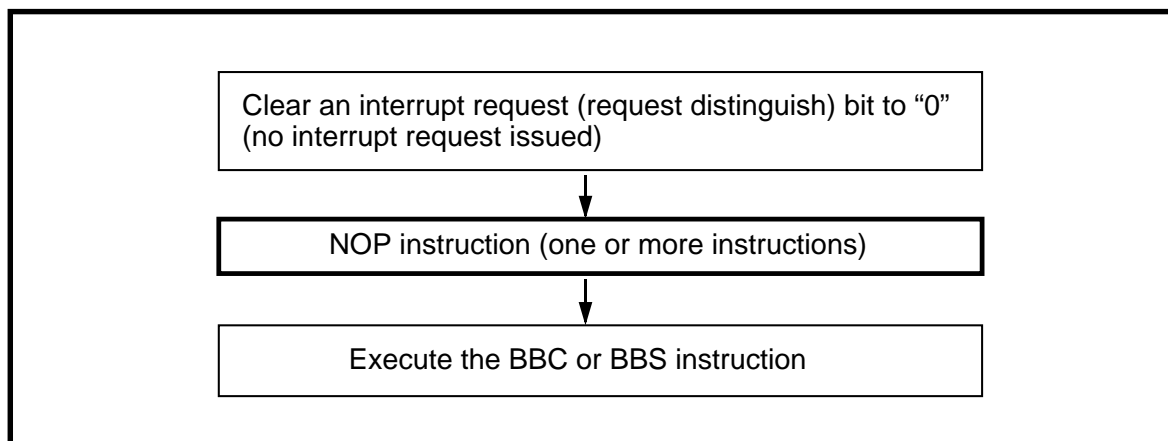 Clear an interrupt request (request distinguish) bit to “0”
(no interrupt request issued)
NOP instruction (one or more instructions)
Execute the BBC or BBS instruction